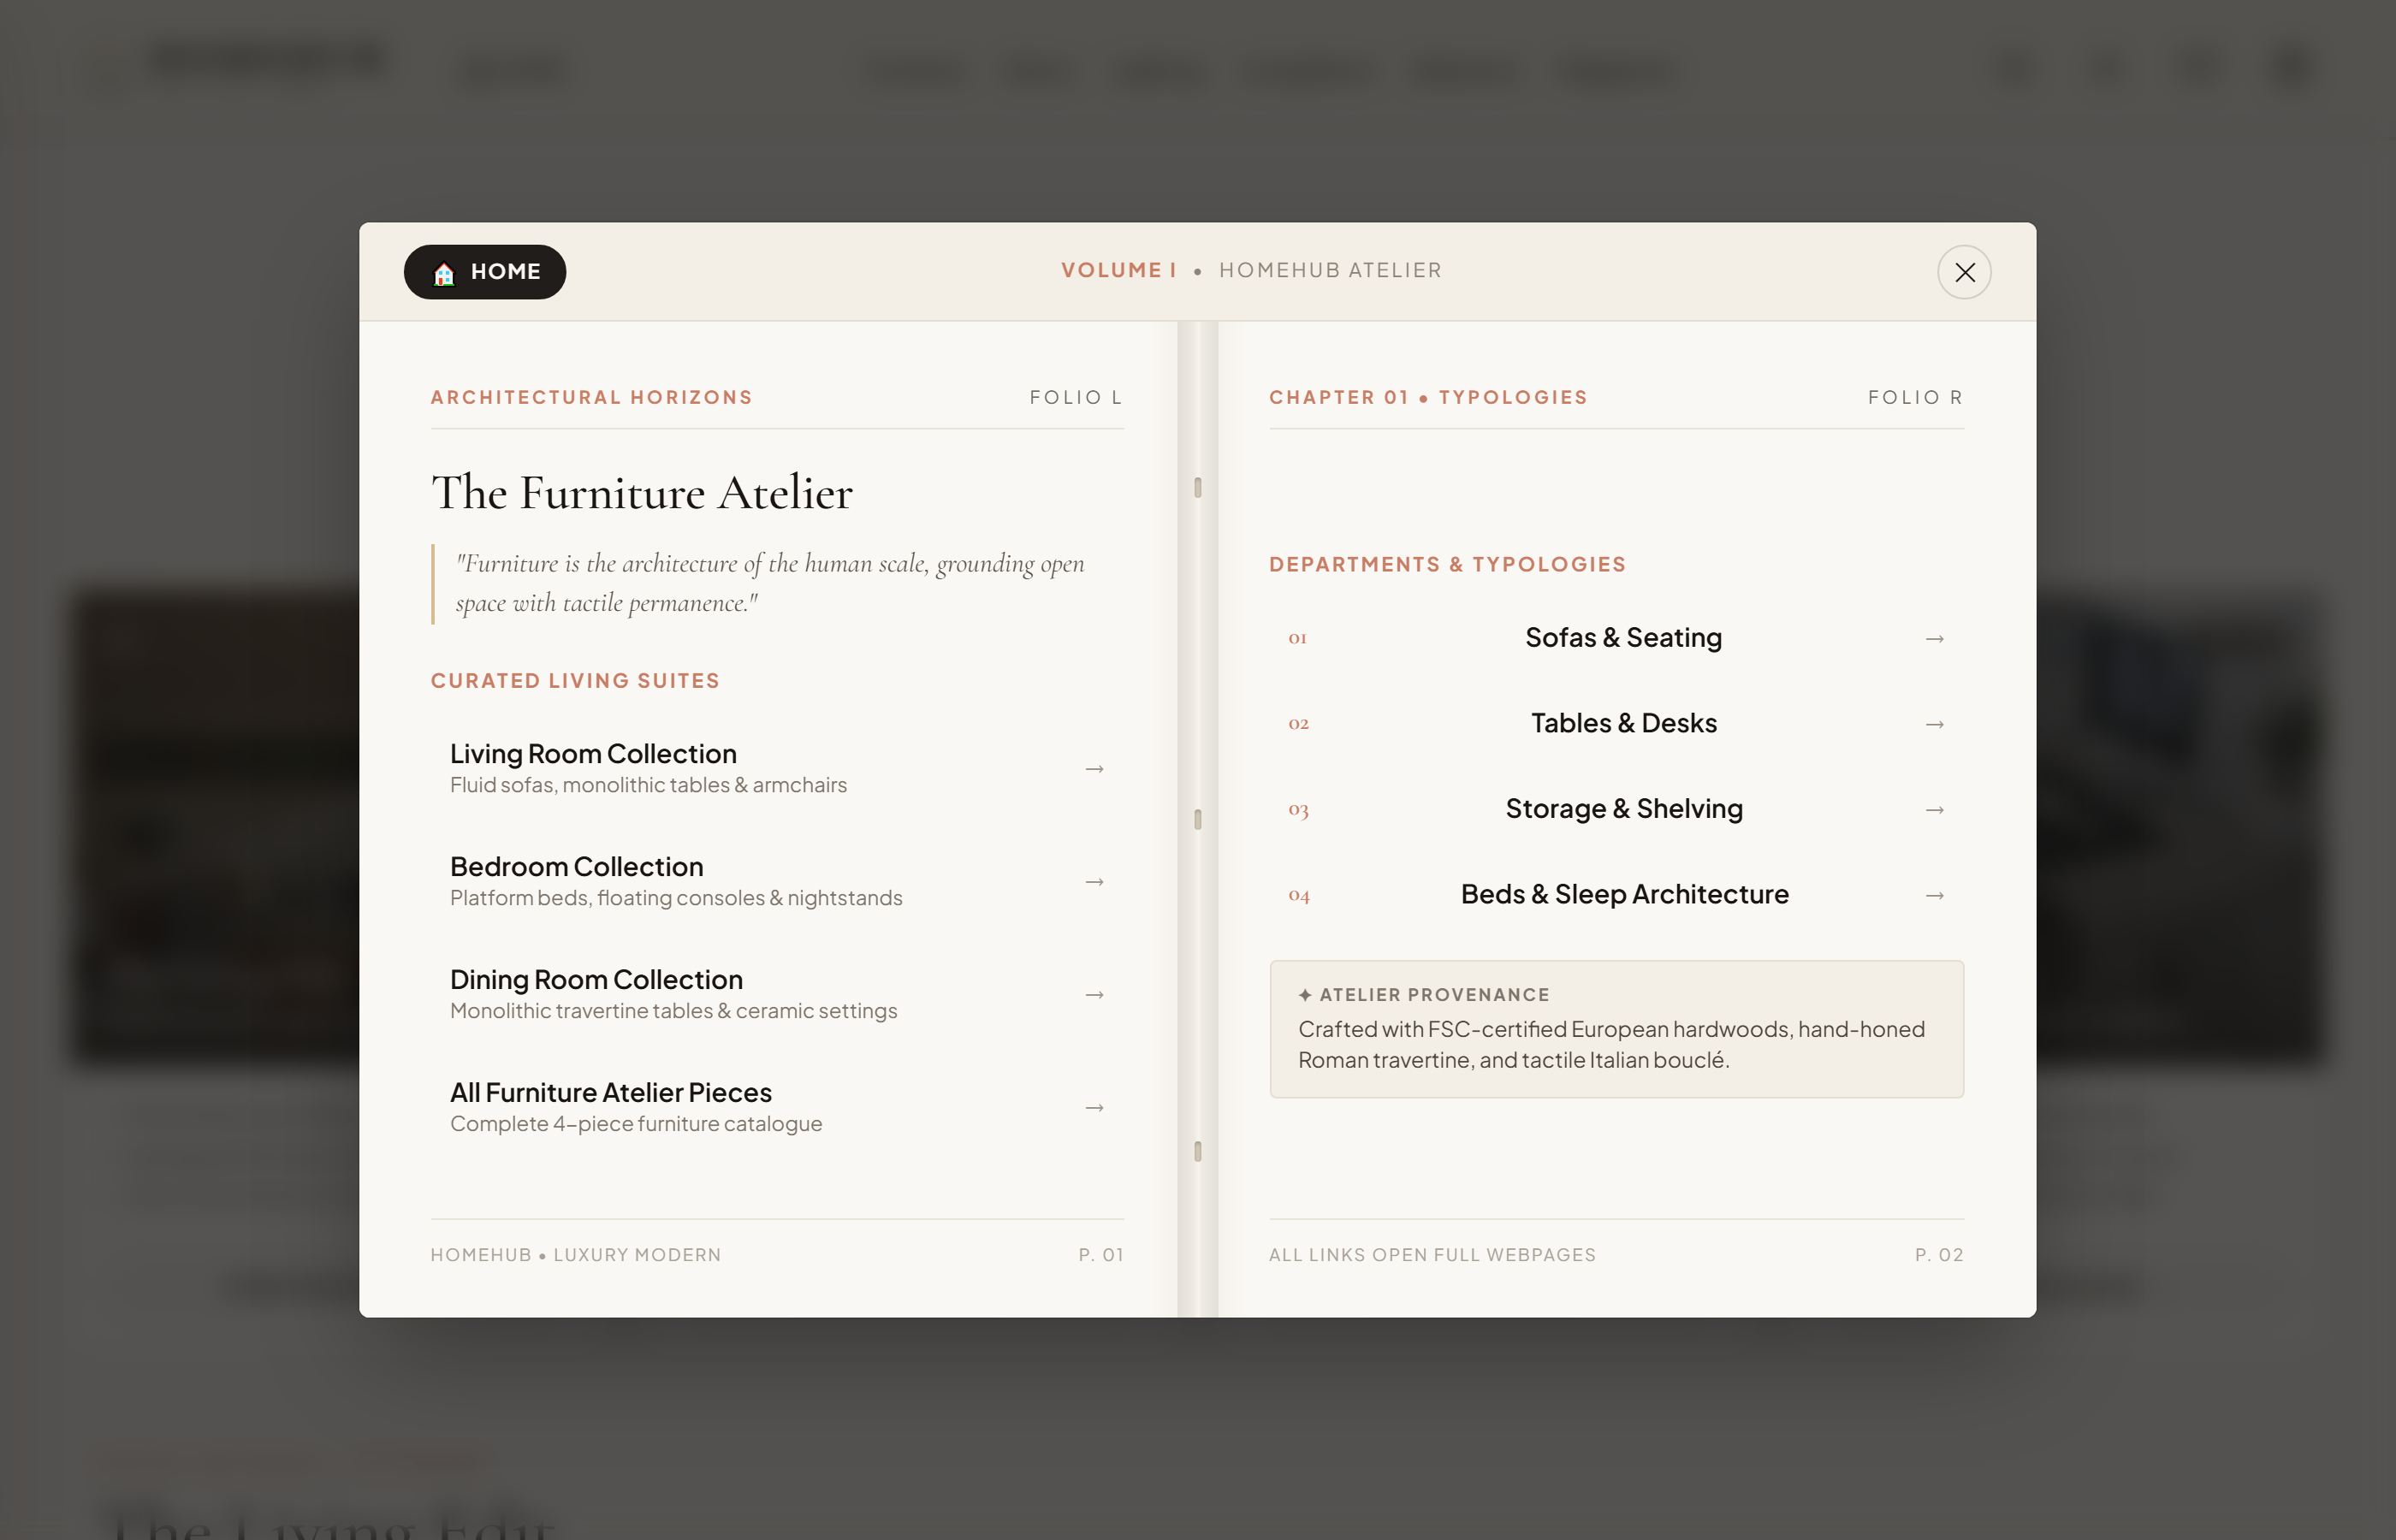 HOME
VOLUME I • HOMEHUB ATELIER
ARCHITECTURAL HORIZONS
FOLIO L
The Furniture Atelier
"Furniture is the architecture of the human scale, grounding open
space with tactile permanence."
CURATED LIVING SUITES
Living Room Collection
Fluid sofas, monolithic tables & armchairs
→
Bedroom Collection
Platform beds, floating consoles & nightstands
→
Dining Room Collection
Monolithic travertine tables & ceramic settings
→
All Furniture Atelier Pieces
Complete 4–piece furniture catalogue
→
HOMEHUB • LUXURY MODERN
P. 01
CHAPTER 01 • TYPOLOGIES
FOLIO R
DEPARTMENTS & TYPOLOGIES
01 Sofas & Seating →
02 Tables & Desks →
03 Storage & Shelving →
04 Beds & Sleep Architecture →
✦ ATELIER PROVENANCE
Crafted with FSC-certified European hardwoods, hand-honed
Roman travertine, and tactile Italian bouclé.
ALL LINKS OPEN FULL WEBPAGES
P. 02
The Living Edit